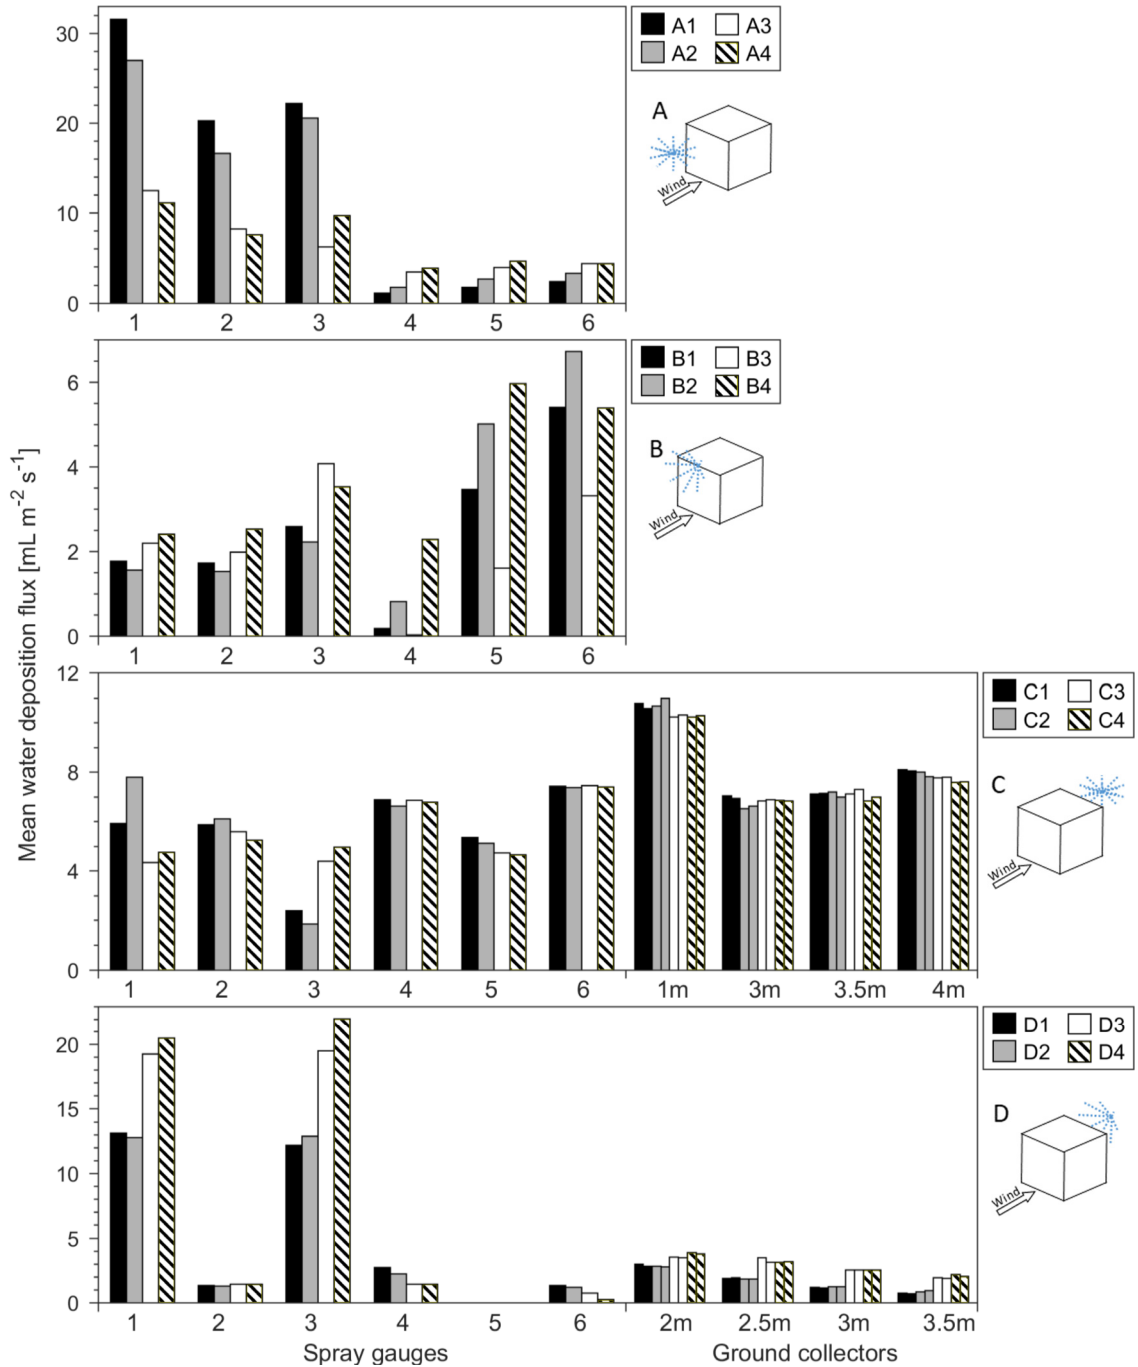 Mean water deposition flux [mL m⁻² s⁻¹]
30
20
10
0
1 2 3 4 5 6
A1 A3
A2 A4
A
Wind
6
4
2
0
1 2 3 4 5 6
B1 B3
B2 B4
B
Wind
12
8
4
0
1 2 3 4 5 6 1m 3m 3.5m 4m
C1 C3
C2 C4
C
Wind
20
15
10
5
0
1 2 3 4 5 6 2m 2.5m 3m 3.5m
D1 D3
D2 D4
D
Wind
Spray gauges Ground collectors